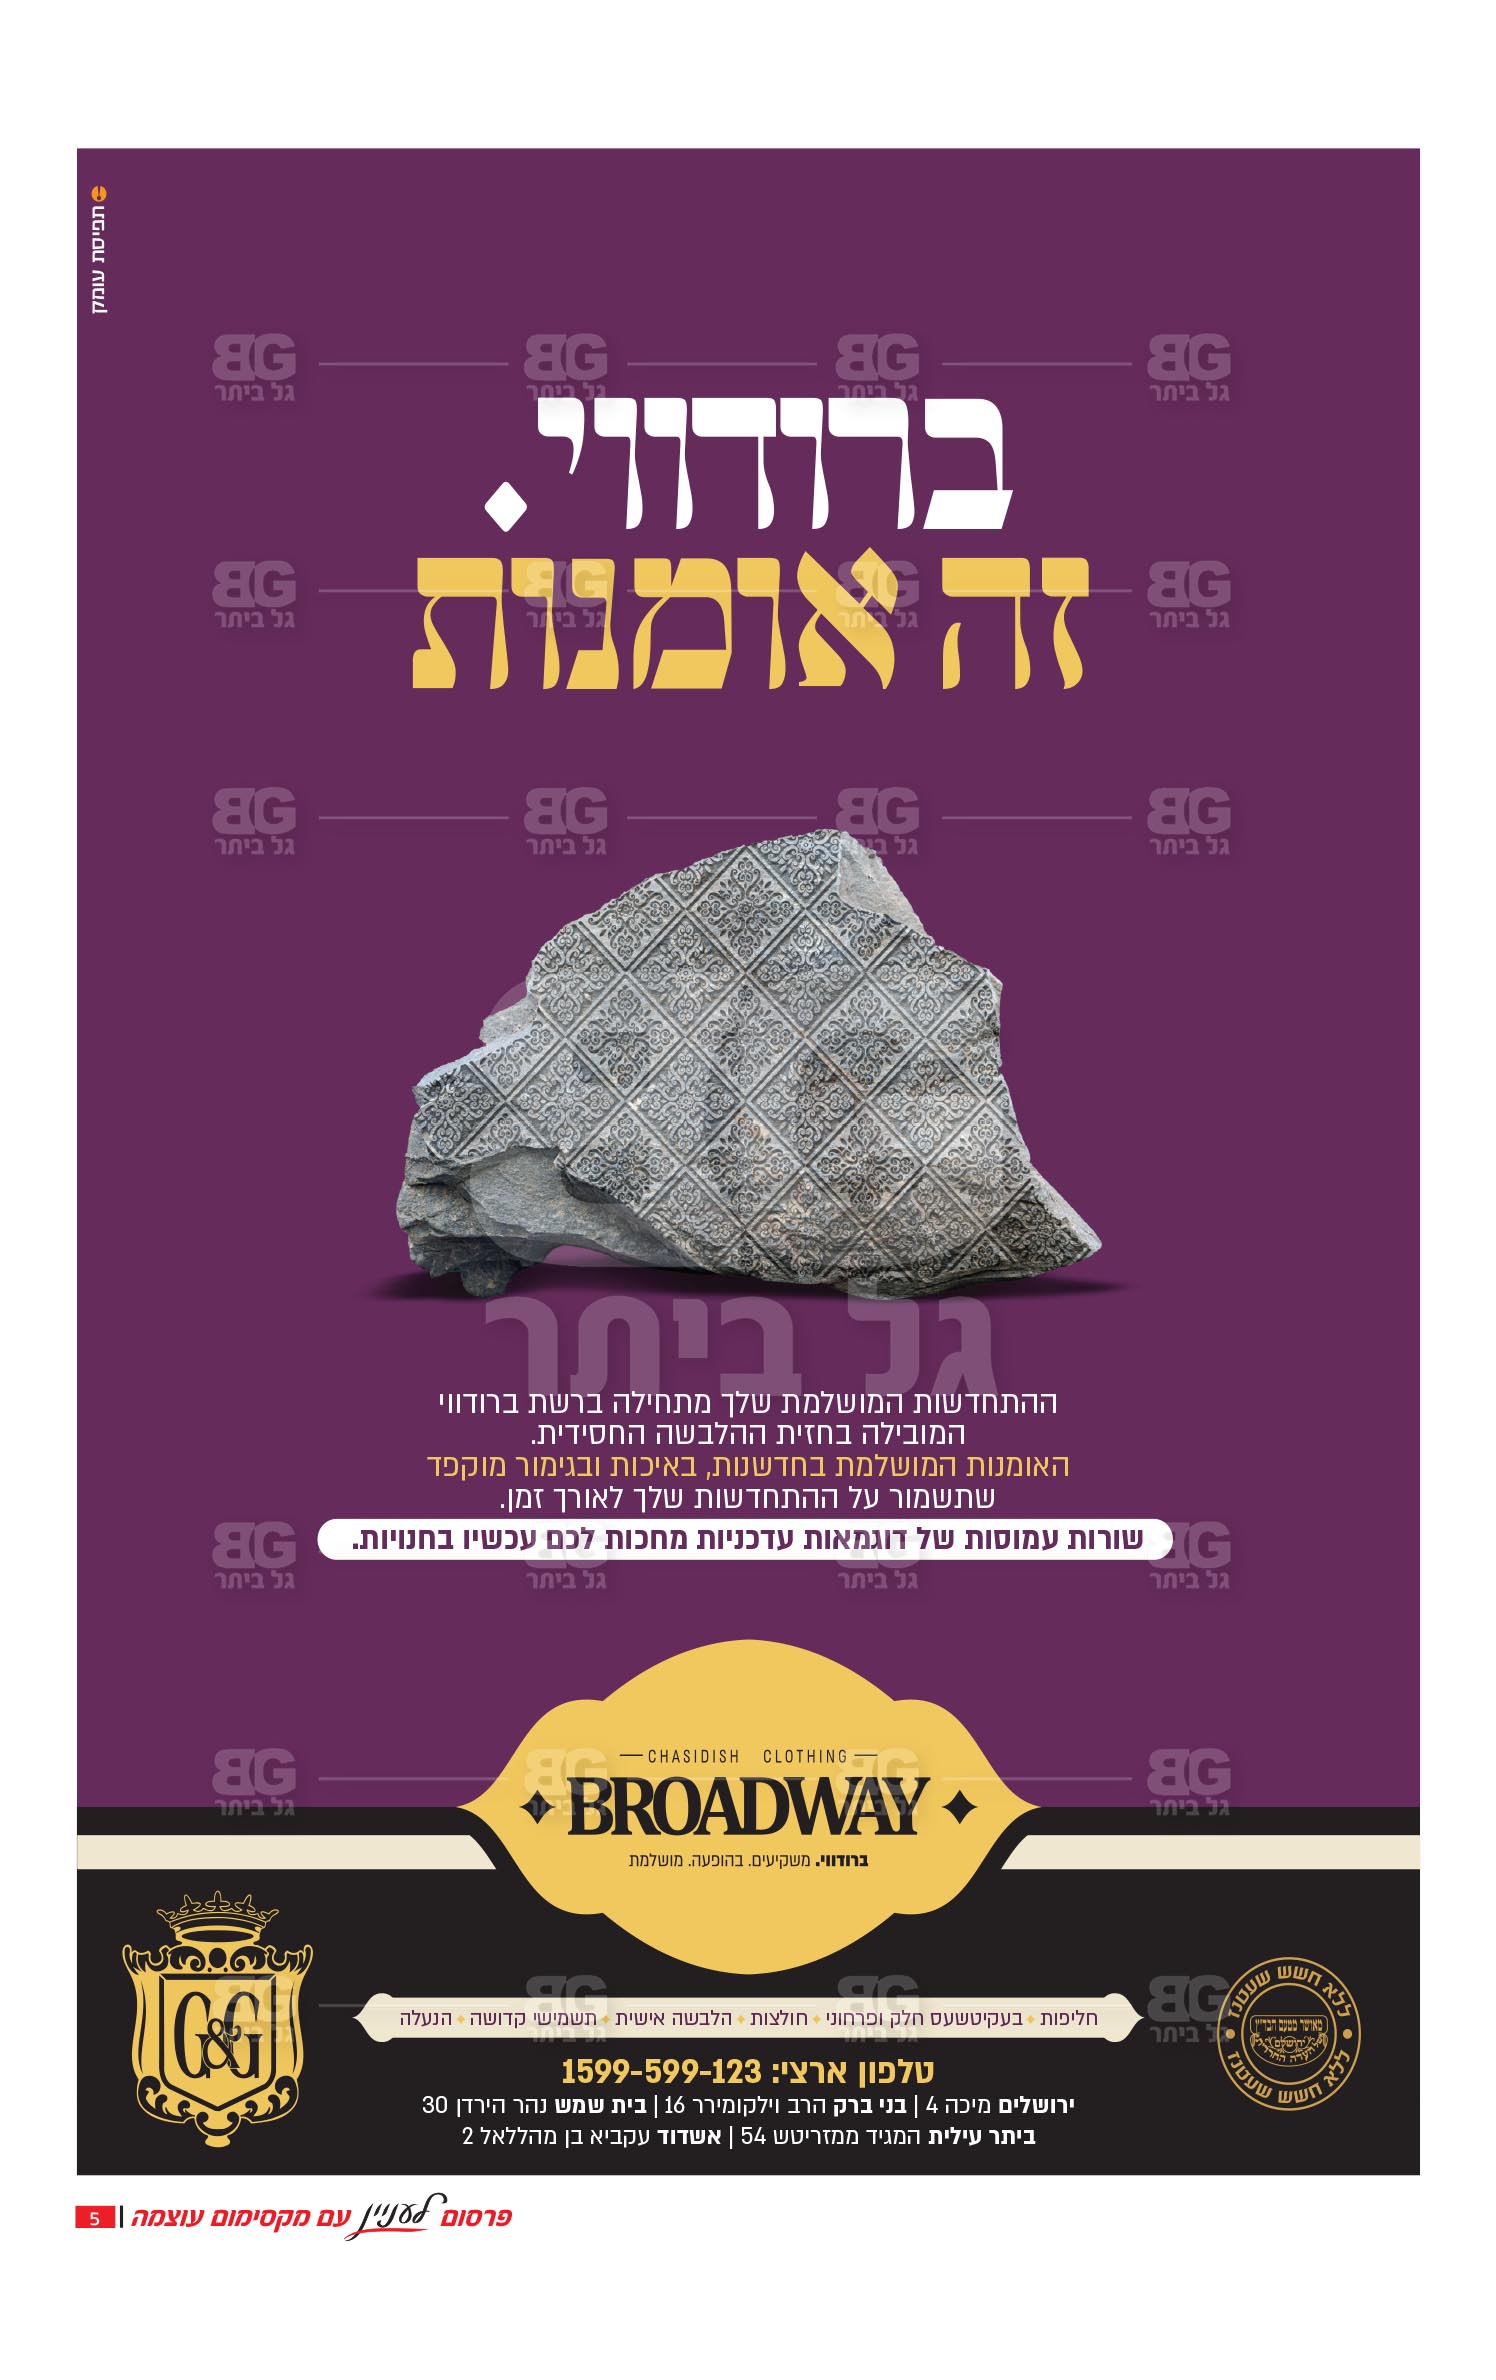 תפיסת עומק
ברודווי.
זה אומנות
ההתחדשות המושלמת שלך מתחילה ברשת ברודווי
המובילה בחזית ההלבשה החסידית.
האומנות המושלמת בחדשנות, באיכות ובגימור מוקפד
שתשמור על ההתחדשות שלך לאורך זמן.
שורות עמוסות של דוגמאות עדכניות מחכות לכם עכשיו בחנויות.
CHASIDISH CLOTHING
BROADWAY
ברודווי. משקיעים. בהופעה. מושלמת
G&G
חליפות בעקיטשעס חלק ופרחוני חולצות הלבשה אישית תשמישי קדושה הנעלה
טלפון ארצי: 1599-599-123
ירושלים מיכה 4 | בני ברק הרב וילקומירר 16 | בית שמש נהר הירדן 30
ביתר עילית המגיד ממזריטש 54 | אשדוד עקביא בן מהללאל 2
ללא חשש שעטנז
ללא חשש שעטנז
פרסום לעניין עם מקסימום עוצמה | 5
BG
גל ביתר